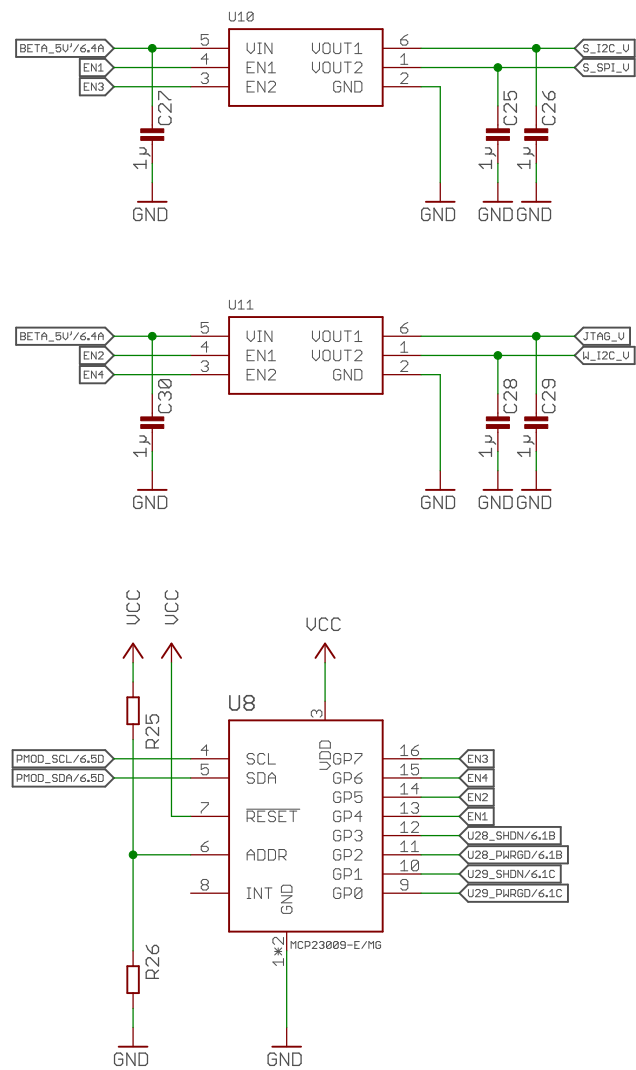 U10
BETA_5V'/6.4A 5 VIN VOUT1 6 S_I2C_V
EN1 4 EN1 VOUT2 1 S_SPI_V
EN3 3 EN2 GND 2
C27 C25 C26
1µ 1µ 1µ
GND GND GND GND
U11
BETA_5V'/6.4A 5 VIN VOUT1 6 JTAG_V
EN2 4 EN1 VOUT2 1 W_I2C_V
EN4 3 EN2 GND 2
C30 C28 C29
1µ 1µ 1µ
GND GND GND GND
VCC VCC VCC
U8
R25
3
VDD
PMOD_SCL/6.5D 4 SCL GP7 16 EN3
PMOD_SDA/6.5D 5 SDA GP6 15 EN4
GP5 14 EN2
7 RESET GP4 13 EN1
GP3 12 U28_SHDN/6.1B
6 ADDR GP2 11 U28_PWRGD/6.1B
GP1 10 U29_SHDN/6.1C
8 INT GND GP0 9 U29_PWRGD/6.1C
1*2 MCP23009-E/MG
R26
GND GND